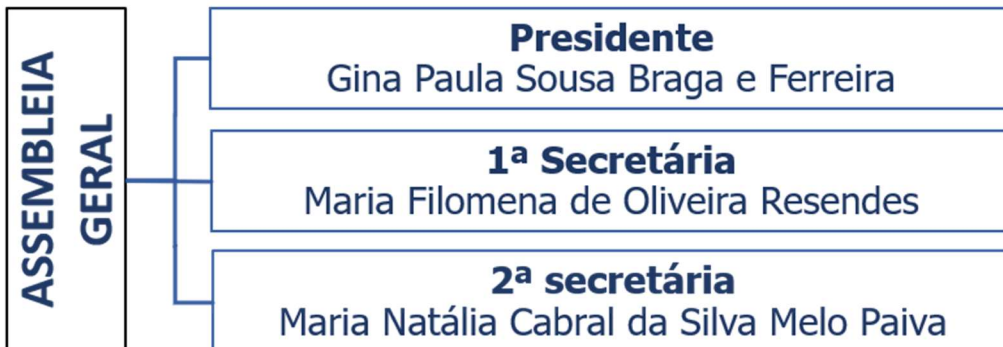 ASSEMBLEIA
GERAL
Presidente
Gina Paula Sousa Braga e Ferreira
1ª Secretária
Maria Filomena de Oliveira Resendes
2ª secretária
Maria Natália Cabral da Silva Melo Paiva